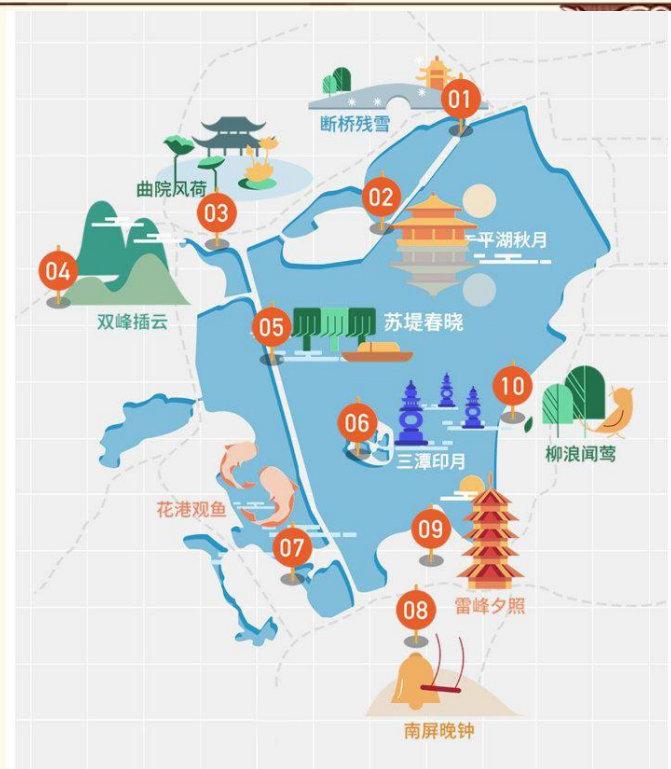 01
断桥残雪
02
平湖秋月
曲院风荷
03
04
双峰插云
05
苏堤春晓
06
三潭印月
07
花港观鱼
08
南屏晚钟
09
雷峰夕照
10
柳浪闻莺